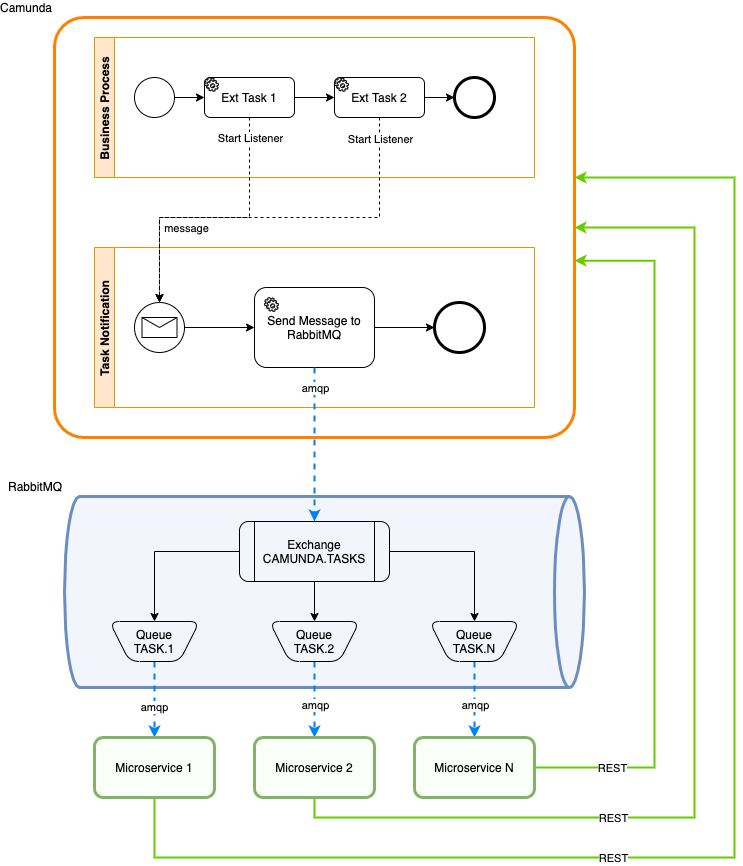 Camunda
Business Process
Ext Task 1
Ext Task 2
Start Listener
Start Listener
message
Task Notification
Send Message to
RabbitMQ
amqp
RabbitMQ
Exchange
CAMUNDA.TASKS
Queue
TASK.1
Queue
TASK.2
Queue
TASK.N
amqp
amqp
amqp
Microservice 1
Microservice 2
Microservice N
REST
REST
REST